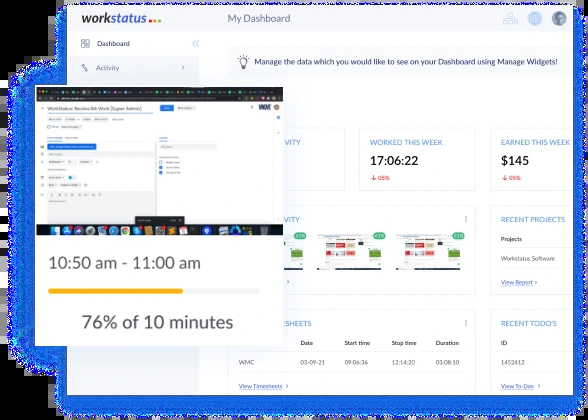 workstatus
My Dashboard
Dashboard
Activity
Manage the data which you would like to see on your Dashboard using Manage Widgets!
WorkStatus: Review BA Work [Super Admin]
IVITY
WORKED THIS WEEK
EARNED THIS WEEK
17:06:22
$145
05%
05%
10:50 am - 11:00 am
76% of 10 minutes
IVITY
RECENT PROJECTS
61%
61%
61%
Projects
Workstatus Software
View Report >
ESHEETS
RECENT TODO'S
Date
Start time
Stop time
Duration
ID
WMC
03-09-21
09:06:36
12:14:20
03:08:10
1452412
View Timesheets >
View To-Dos >